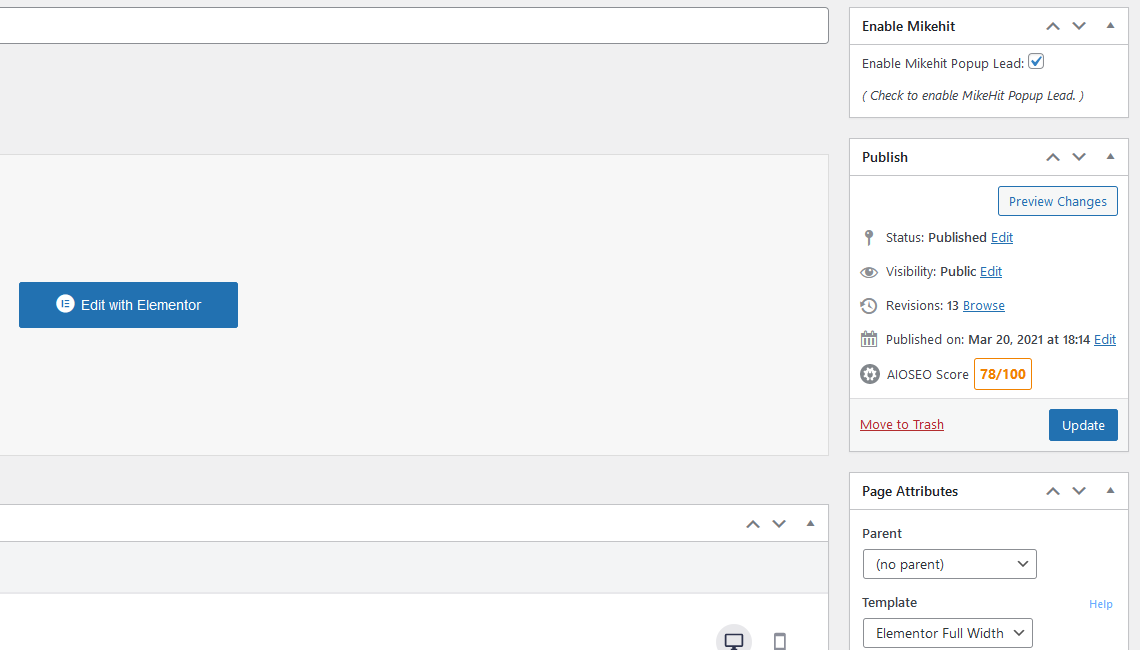 Enable Mikehit
Enable Mikehit Popup Lead:
( Check to enable MikeHit Popup Lead. )
Publish
Preview Changes
Status: Published Edit
Visibility: Public Edit
Edit with Elementor
Revisions: 13 Browse
Published on: Mar 20, 2021 at 18:14 Edit
AIOSEO Score 78/100
Move to Trash
Update
Page Attributes
Parent
(no parent)
Template
Help
Elementor Full Width